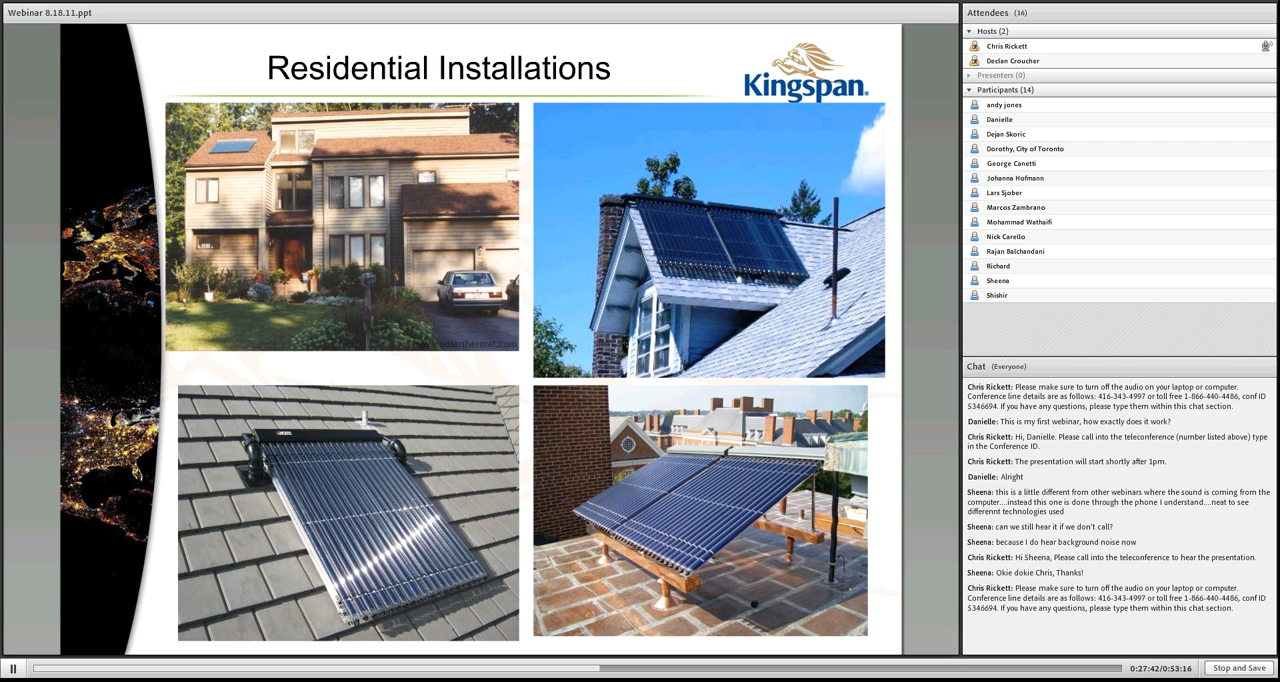 Webinar 8.18.11.ppt
Residential Installations
Kingspan.
solarthermal.com
Attendees (16)
Hosts (2)
Chris Rickett
Declan Croucher
Presenters (0)
Participants (14)
andy jones
Danielle
Dejan Skoric
Dorothy, City of Toronto
George Canetti
Johanna Hofmann
Lars Sjober
Marcos Zambrano
Mohammad Wathaifi
Nick Carello
Rajan Balchandani
Richard
Sheena
Shishir
Chat (Everyone)
Chris Rickett: Please make sure to turn off the audio on your laptop or computer.
Conference line details are as follows: 416-343-4997 or toll free 1-866-440-4486, conf ID
5346694. If you have any questions, please type them within this chat section.
Danielle: This is my first webinar, how exactly does it work?
Chris Rickett: Hi, Danielle. Please call into the teleconference (number listed above) type
in the Conference ID.
Chris Rickett: The presentation will start shortly after 1pm.
Danielle: Alright
Sheena: this is a little different from other webinars where the sound is coming from the
computer....instead this one is done through the phone I understand....neat to see
differennt technologies used
Sheena: can we still hear it if we don't call?
Sheena: because I do hear background noise now
Chris Rickett: Hi Sheena, Please call into the teleconference to hear the presentation.
Sheena: Okie dokie Chris, Thanks!
Chris Rickett: Please make sure to turn off the audio on your laptop or computer.
Conference line details are as follows: 416-343-4997 or toll free 1-866-440-4486, conf ID
5346694. If you have any questions, please type them within this chat section.
0:27:42/0:53:16
Stop and Save